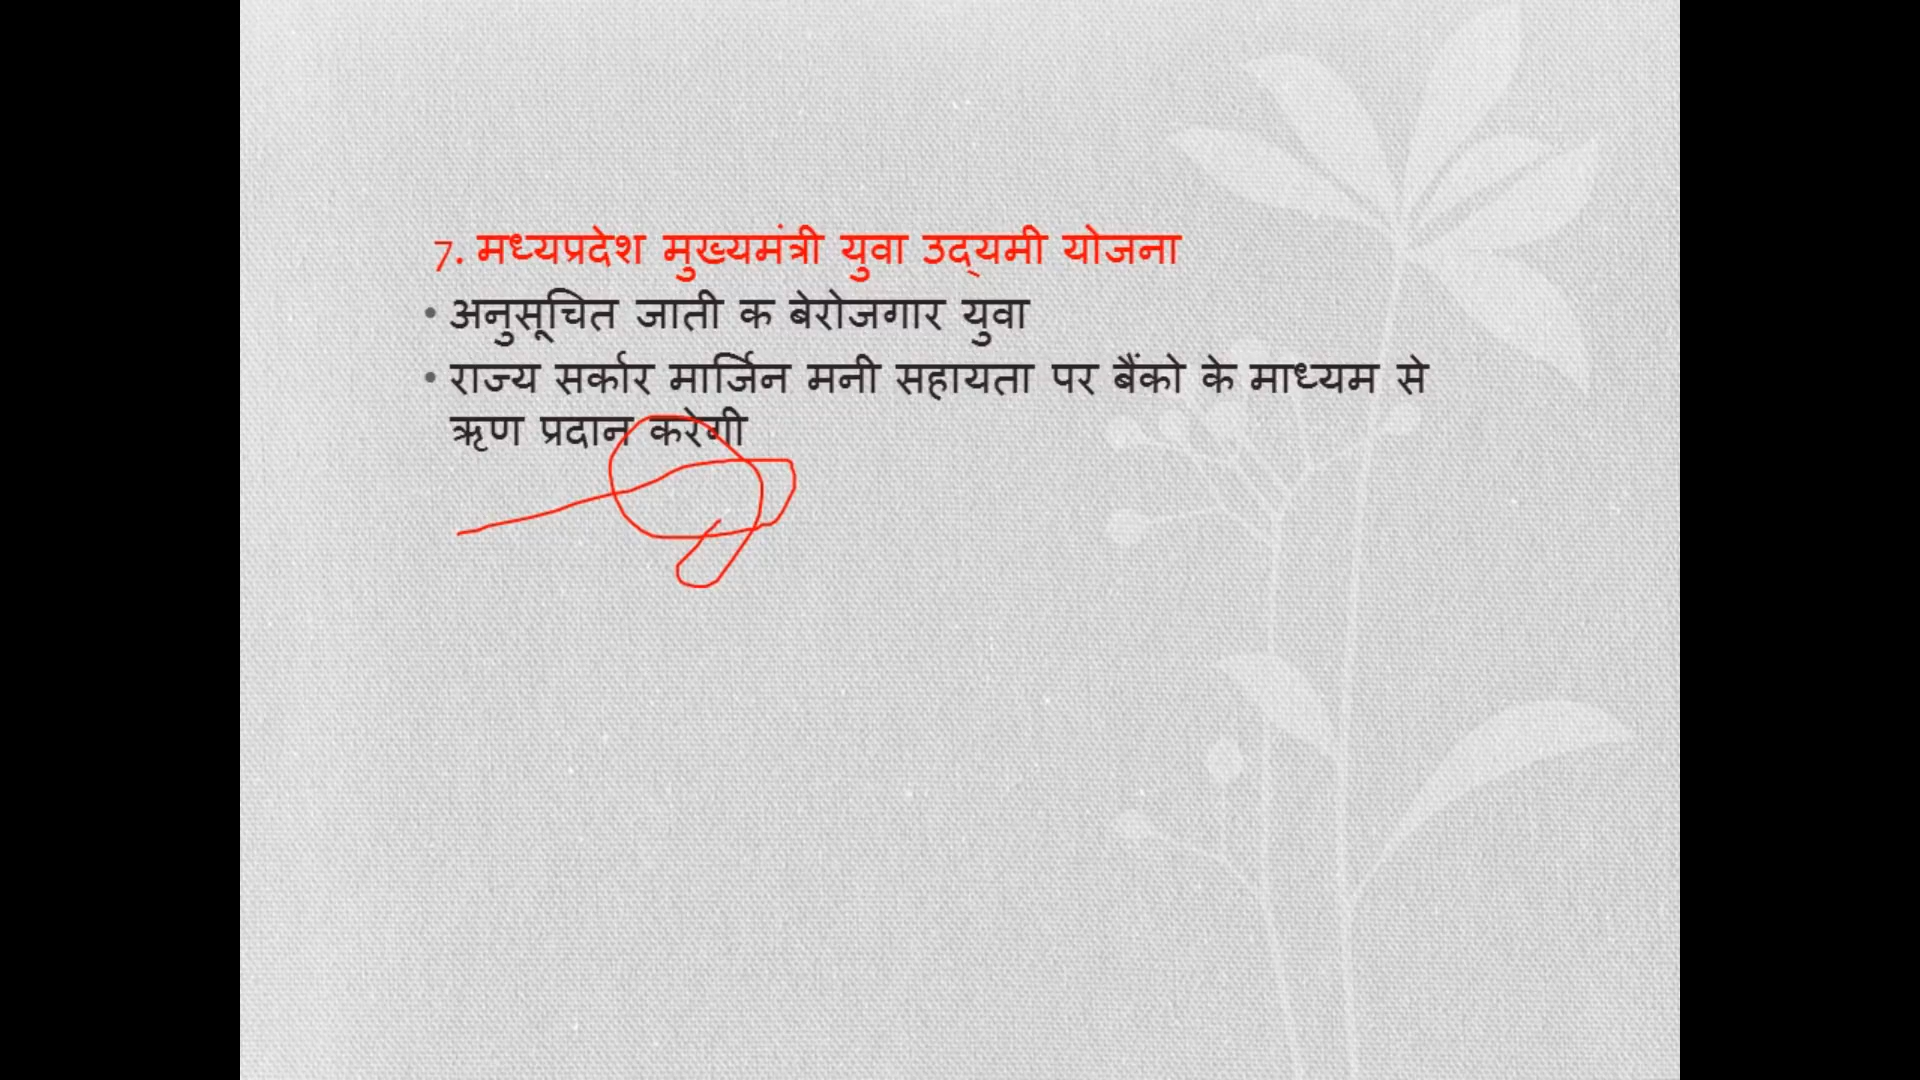 7. मध्यप्रदेश मुख्यमंत्री युवा उद्यमी योजना
• अनुसूचित जाती क बेरोजगार युवा
• राज्य सर्कार मार्जिन मनी सहायता पर बैंको के माध्यम से
ऋण प्रदान करेगी